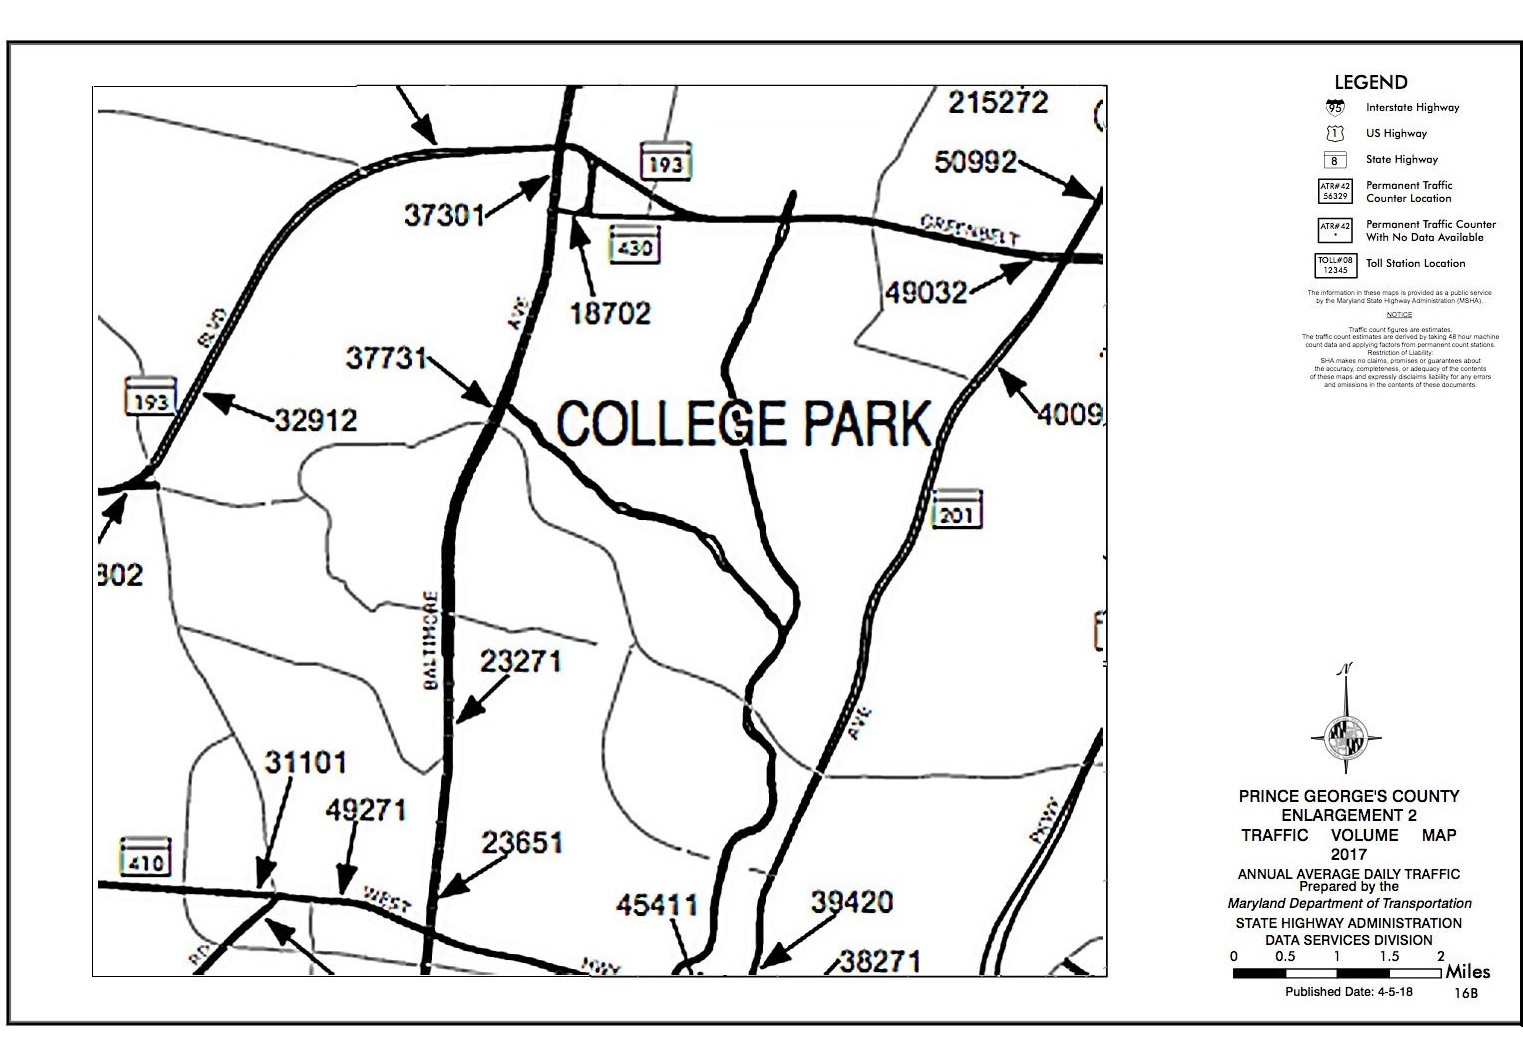 215272
50992
193
37301
GREENBELT
430
49032
18702
AVE
BLVD
37731
193
4009
32912
COLLEGE PARK
201
302
BALTIMORE
23271
AVE
31101
49271
PKWY
23651
410
WEST
45411
39420
RD
HWY
38271
LEGEND
95 Interstate Highway
1 US Highway
8 State Highway
ATR#42
56329
Permanent Traffic
Counter Location
ATR#42
*
Permanent Traffic Counter
With No Data Available
TOLL#08
12345
Toll Station Location
The information in these maps is provided as a public service
by the Maryland State Highway Administration (MSHA).
NOTICE
Traffic count figures are estimates.
The traffic count estimates are derived by taking 48 hour machine
count data and applying factors from permanent count stations.
Restriction of Liability:
SHA makes no claims, promises or guarantees about
the accuracy, completeness, or adequacy of the contents
of these maps and expressly disclaims liability for any errors
and omissions in the contents of these documents.
N
PRINCE GEORGE'S COUNTY
ENLARGEMENT 2
TRAFFIC VOLUME MAP
2017
ANNUAL AVERAGE DAILY TRAFFIC
Prepared by the
Maryland Department of Transportation
STATE HIGHWAY ADMINISTRATION
DATA SERVICES DIVISION
0 0.5 1 1.5 2 Miles
Published Date: 4-5-18 16B